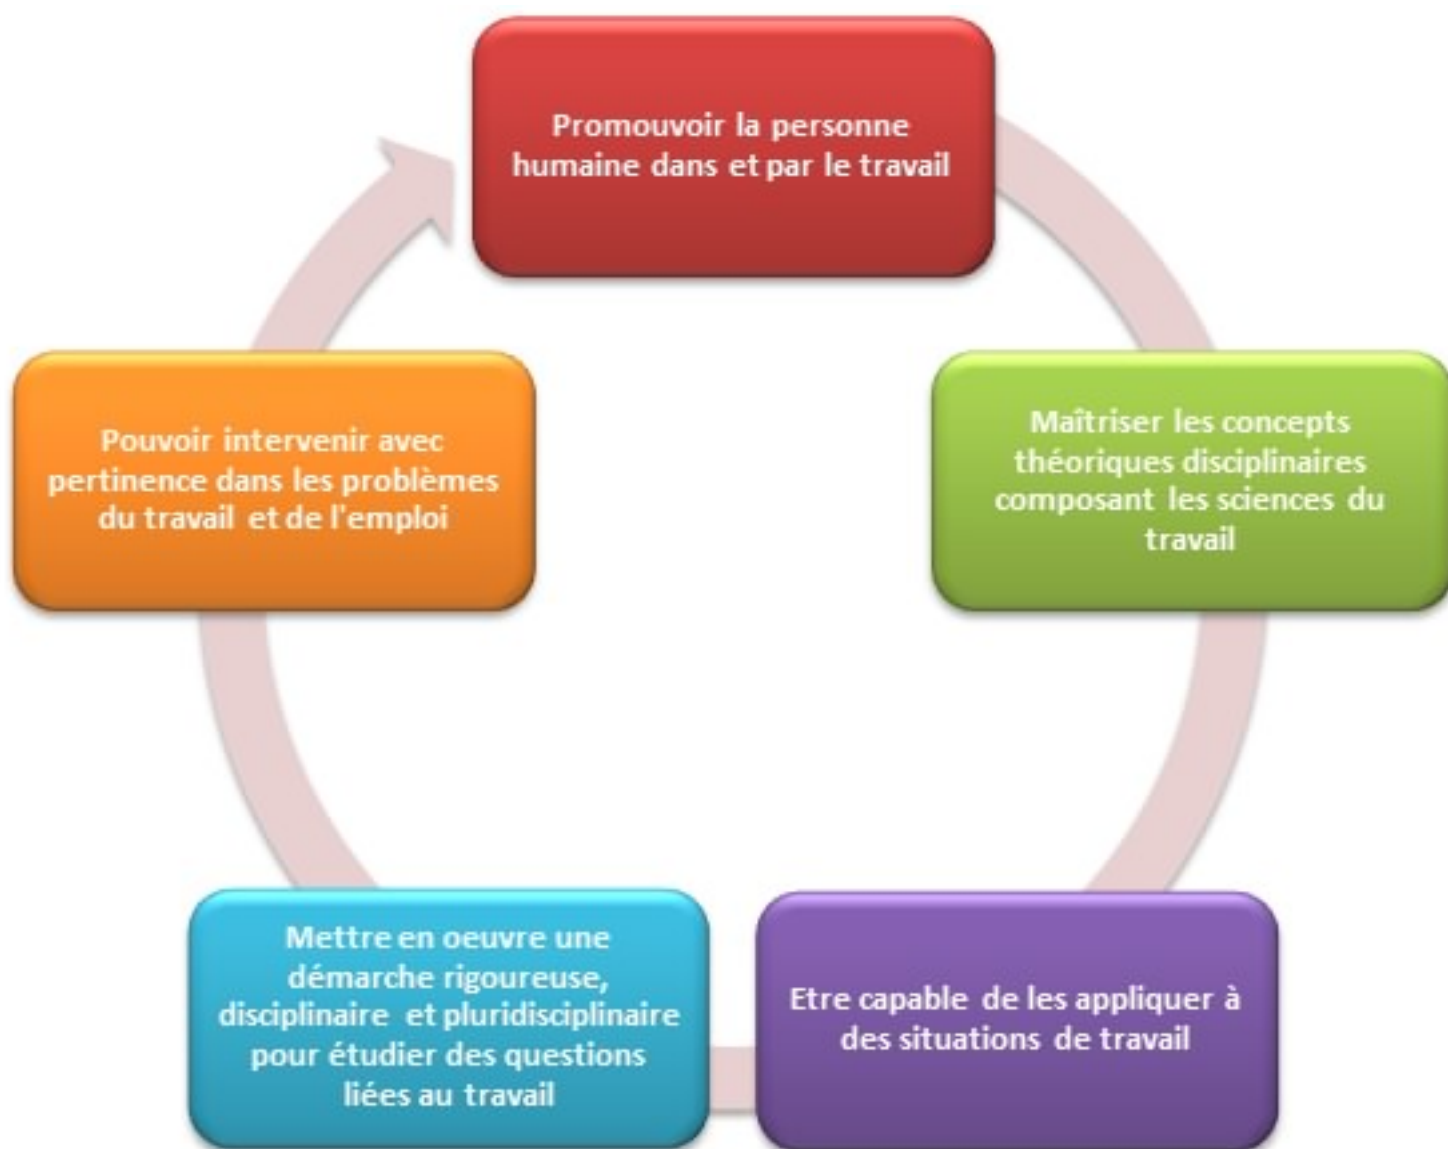 Promouvoir la personne
humaine dans et par le travail
Maîtriser les concepts
théoriques disciplinaires
composant les sciences du
travail
Etre capable de les appliquer à
des situations de travail
Mettre en oeuvre une
démarche rigoureuse,
disciplinaire et pluridisciplinaire
pour étudier des questions
liées au travail
Pouvoir intervenir avec
pertinence dans les problèmes
du travail et de l'emploi